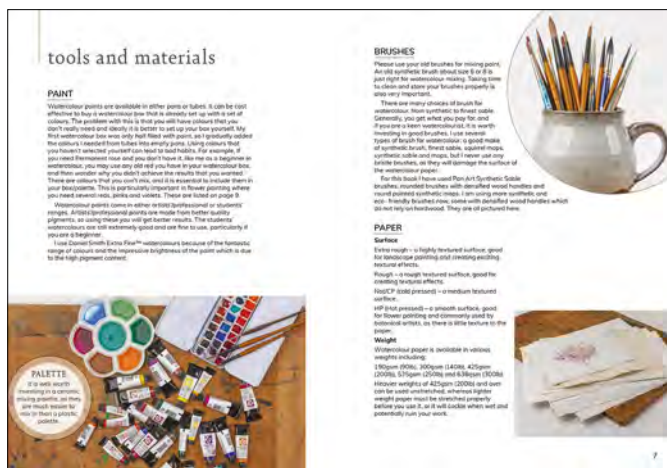 tools and materials
PAINT
Watercolour paints are available in either pans or tubes. It can be cost
effective to buy a watercolour box that is already set up with a set of
colours. The problem with this is that you will have colours that you
don't really need and ideally it is better to set up your box yourself. My
first watercolour box was only half filled with paint, as I gradually added
the colours I needed from tubes into empty pans. Using colours that
you haven't selected yourself can lead to bad habits. For example, if
you need Permanent rose and you don't have it, like me as a beginner in
watercolour, you may use any old red you have in your watercolour box,
and then wonder why you didn't achieve the results that you wanted.
There are colours that you can't mix, and it is essential to include them in
your box/palette. This is particularly important in flower painting where
you need several reds, pinks and violets. These are listed on page 9.
Watercolour paints come in either artists'/professional or students'
ranges. Artists'/professional paints are made from better quality
pigments, so using these you will get better results. The students'
watercolours are still extremely good and are fine to use, particularly if
you are a beginner.
I use Daniel Smith Extra Fine™ watercolours because of the fantastic
range of colours and the impressive brightness of the paint which is due
to the high pigment content.
PALETTE
It is well worth
investing in a ceramic
mixing palette, as they
are much easier to
mix in than a plastic
palette.
BRUSHES
Please use your old brushes for mixing paint.
An old synthetic brush about size 6 or 8 is
just right for watercolour mixing. Taking time
to clean and store your brushes properly is
also very important.
There are many choices of brush for
watercolour, from synthetic to finest sable.
Generally, you get what you pay for, and
if you are a keen watercolourist, it is worth
investing in good brushes. I use several
types of brush for watercolour: a good make
of synthetic brush, finest sable, squirrel mops,
synthetic sable and mops, but I never use any
bristle brushes, as they will damage the surface of
the watercolour paper.
For this book I have used Pen Art Synthetic Sable
brushes, rounded brushes with densified wood handles and
round pointed synthetic mops. I am using more synthetic and
eco- friendly brushes now, some with densified wood handles which
do not rely on hardwood. They are all pictured here.
PAPER
Surface
Extra rough – a highly textured surface, good
for landscape painting and creating exciting
textural effects.
Rough – a rough textured surface, good for
creating textural effects.
Not/CP (cold pressed) – a medium textured
surface.
HP (Hot pressed) – a smooth surface, good
for flower painting and commonly used by
botanical artists, as there is little texture to the
paper.
Weight
Watercolour paper is available in various
weights including:
190gsm (90lb), 300gsm (140lb), 425gsm
(200lb), 535gsm (250lb) and 638gsm (300lb)
Heavier weights of 425gsm (200lb) and over
can be used unstretched, whereas lighter
weight paper must be stretched properly
before you use it, or it will cockle when wet and
potentially ruin your work.
7